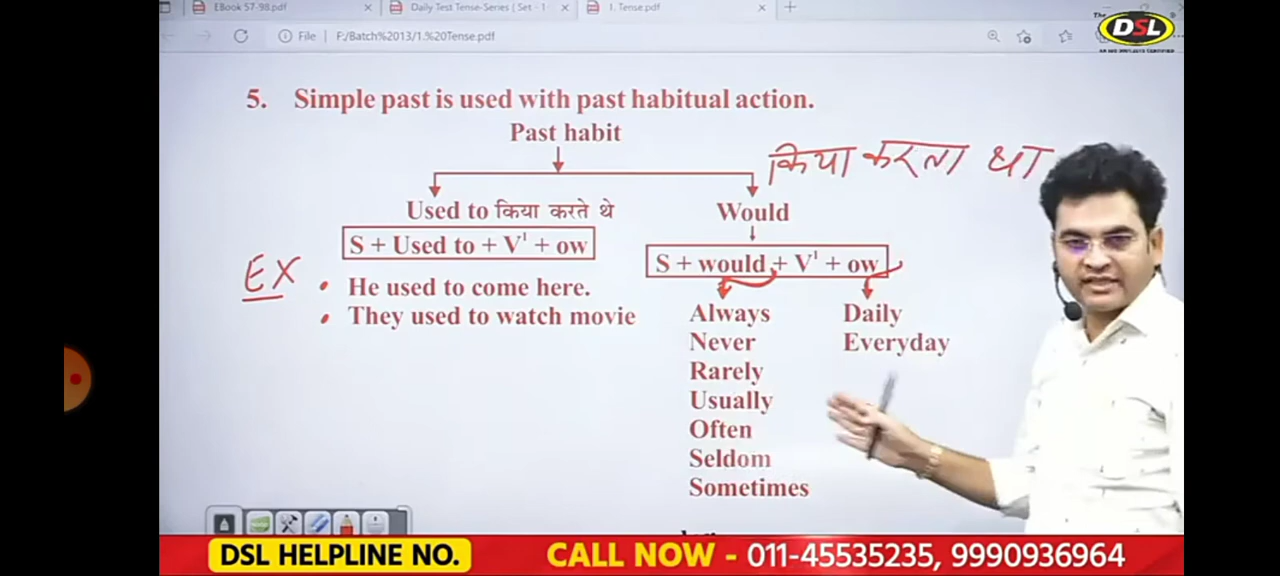 EBook 57-98.pdf
Daily Test Tense-Series ( Set - 1
1. Tense.pdf
File
F:/Batch%2013/1.%20Tense.pdf
The
DSL
5. Simple past is used with past habitual action.
Past habit
किया करता था
Used to किया करते थे
Would
S + Used to + V¹ + ow
S + would + V¹ + ow
EX
• He used to come here.
• They used to watch movie
Always
Never
Rarely
Usually
Often
Seldom
Sometimes
Daily
Everyday
DSL HELPLINE NO.
CALL NOW - 011-45535235, 9990936964